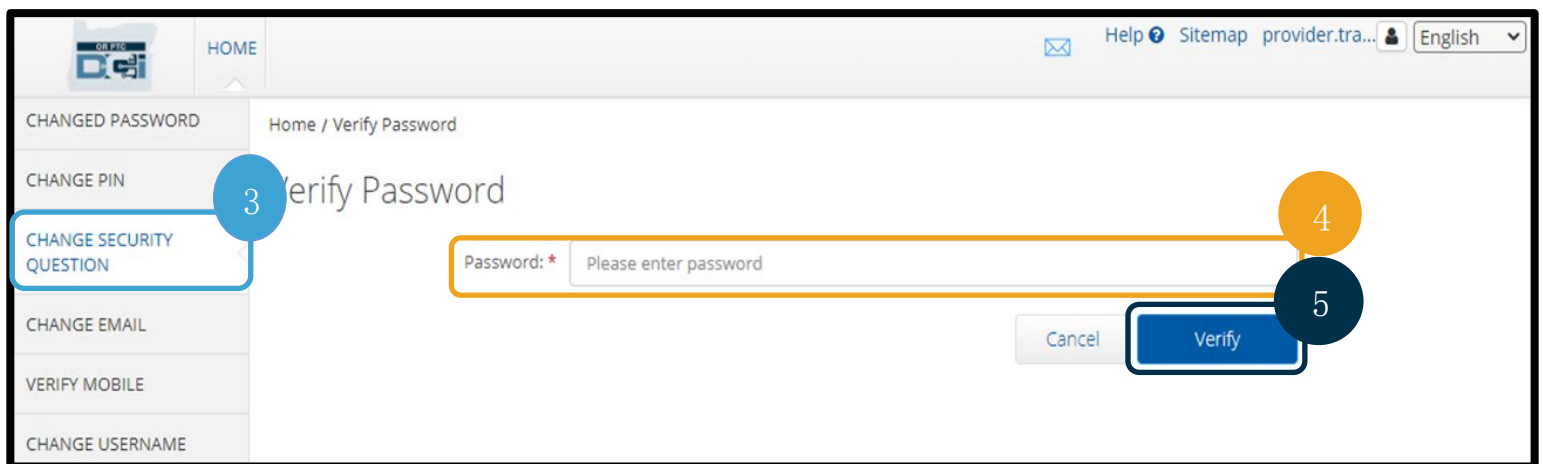 OR PTC
DCI
HOME
Help ? Sitemap provider.tra... English
CHANGED PASSWORD
Home / Verify Password
CHANGE PIN
3
Verify Password
4
CHANGE SECURITY
QUESTION
Password: * Please enter password
5
CHANGE EMAIL
Cancel Verify
VERIFY MOBILE
CHANGE USERNAME